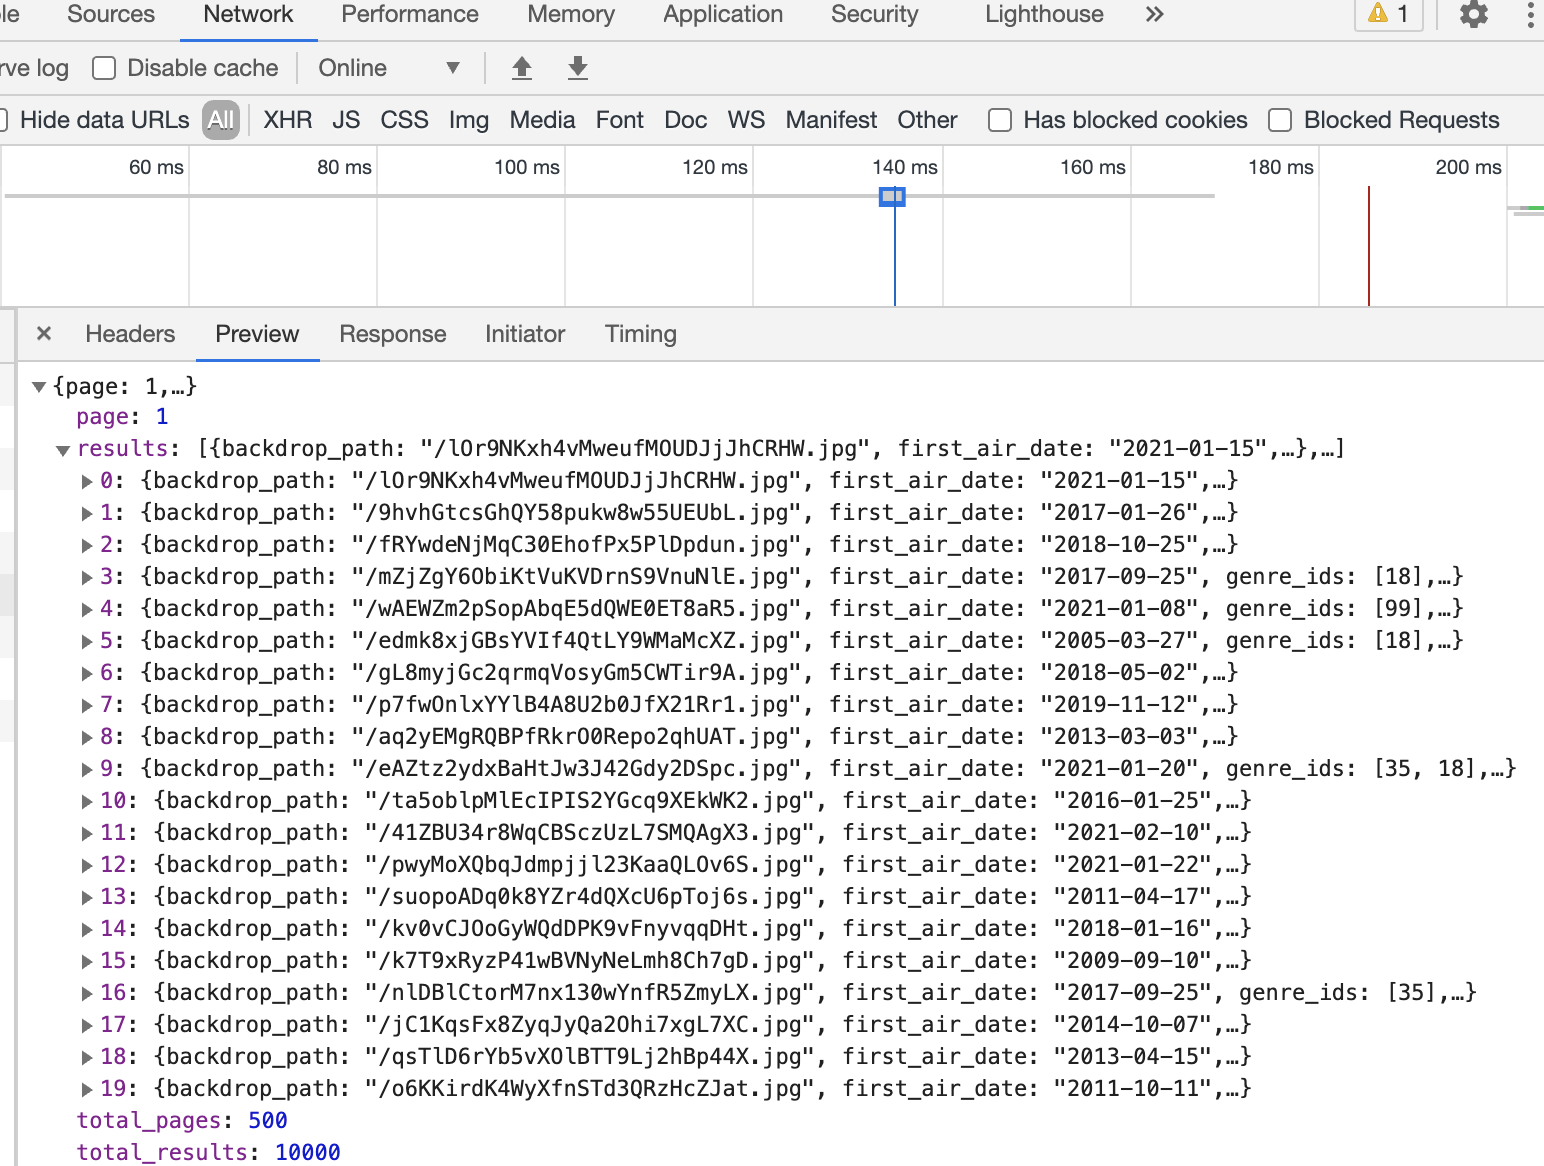 Sources Network Performance Memory Application Security Lighthouse » 1
log Disable cache Online
Hide data URLs All XHR JS CSS Img Media Font Doc WS Manifest Other Has blocked cookies Blocked Requests
60 ms 80 ms 100 ms 120 ms 140 ms 160 ms 180 ms 200 ms
× Headers Preview Response Initiator Timing
{page: 1,…}
page: 1
results: [{backdrop_path: "/lOr9NKxh4vMweufMOUDJjJhCRHW.jpg", first_air_date: "2021-01-15",…},…]
0: {backdrop_path: "/lOr9NKxh4vMweufMOUDJjJhCRHW.jpg", first_air_date: "2021-01-15",…}
1: {backdrop_path: "/9hvhGtcsGhQY58pukw8w55UEUbL.jpg", first_air_date: "2017-01-26",…}
2: {backdrop_path: "/fRYwdeNjMqC30EhofPx5PlDpdun.jpg", first_air_date: "2018-10-25",…}
3: {backdrop_path: "/mZjZgY6ObiKtVuKVDrnS9VnuNlE.jpg", first_air_date: "2017-09-25", genre_ids: [18],…}
4: {backdrop_path: "/wAEWZm2pSopAbqE5dQWE0ET8aR5.jpg", first_air_date: "2021-01-08", genre_ids: [99],…}
5: {backdrop_path: "/edmk8xjGBsYVIf4QtLY9WMaMcXZ.jpg", first_air_date: "2005-03-27", genre_ids: [18],…}
6: {backdrop_path: "/gL8myjGc2qrmqVosyGm5CWTir9A.jpg", first_air_date: "2018-05-02",…}
7: {backdrop_path: "/p7fwOnlxYYlB4A8U2b0JfX21Rr1.jpg", first_air_date: "2019-11-12",…}
8: {backdrop_path: "/aq2yEMgRQBPfRkrO0Repo2qhUAT.jpg", first_air_date: "2013-03-03",…}
9: {backdrop_path: "/eAZtz2ydxBaHtJw3J42Gdy2DSpc.jpg", first_air_date: "2021-01-20", genre_ids: [35, 18],…}
10: {backdrop_path: "/ta5oblpMlEcIPIS2YGcq9XEkWK2.jpg", first_air_date: "2016-01-25",…}
11: {backdrop_path: "/41ZBU34r8WqCBSczUzL7SMQAgX3.jpg", first_air_date: "2021-02-10",…}
12: {backdrop_path: "/pwyMoXQbqJdmpjjl23KaaQLOv6S.jpg", first_air_date: "2021-01-22",…}
13: {backdrop_path: "/suopoADq0k8YZr4dQXcU6pToj6s.jpg", first_air_date: "2011-04-17",…}
14: {backdrop_path: "/kv0vCJOoGyWQdDPK9vFnyvqqDHt.jpg", first_air_date: "2018-01-16",…}
15: {backdrop_path: "/k7T9xRyzP41wBVNyNeLmh8Ch7gD.jpg", first_air_date: "2009-09-10",…}
16: {backdrop_path: "/nlDBlCtorM7nx130wYnfR5ZmyLX.jpg", first_air_date: "2017-09-25", genre_ids: [35],…}
17: {backdrop_path: "/jC1KqsFx8ZyqJyQa2Ohi7xgL7XC.jpg", first_air_date: "2014-10-07",…}
18: {backdrop_path: "/qsTlD6rYb5vXOlBTT9Lj2hBp44X.jpg", first_air_date: "2013-04-15",…}
19: {backdrop_path: "/o6KKirdK4WyXfnSTd3QRzHcZJat.jpg", first_air_date: "2011-10-11",…}
total_pages: 500
total_results: 10000